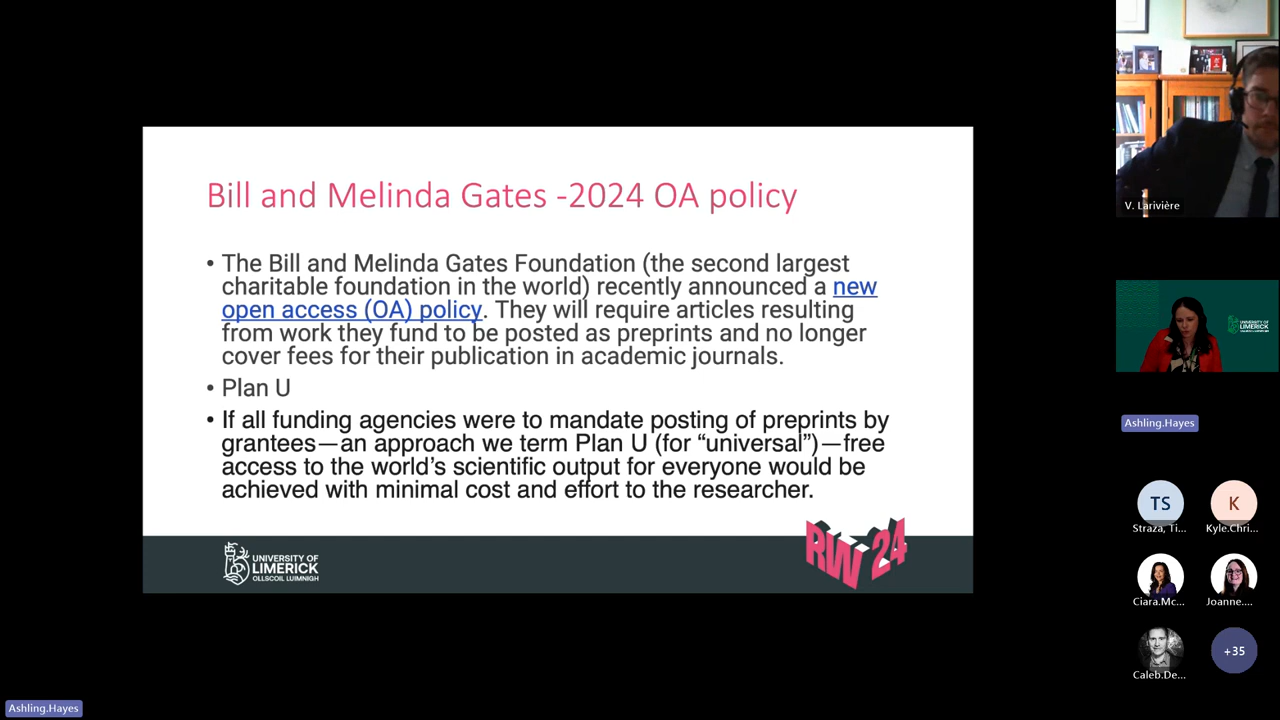 Bill and Melinda Gates -2024 OA policy
• The Bill and Melinda Gates Foundation (the second largest
charitable foundation in the world) recently announced a new
open access (OA) policy. They will require articles resulting
from work they fund to be posted as preprints and no longer
cover fees for their publication in academic journals.
• Plan U
• If all funding agencies were to mandate posting of preprints by
grantees—an approach we term Plan U (for “universal”)—free
access to the world’s scientific output for everyone would be
achieved with minimal cost and effort to the researcher.
UNIVERSITY OF
LIMERICK
OLLSCOIL LUIMNIGH
RW 24
V. Larivière
UNIVERSITY OF
LIMERICK
OLLSCOIL LUIMNIGH
Ashling.Hayes
TS
K
Straza, Ti...
Kyle.Chri...
Ciara.Mc...
Joanne....
Caleb.De...
+35
Ashling.Hayes